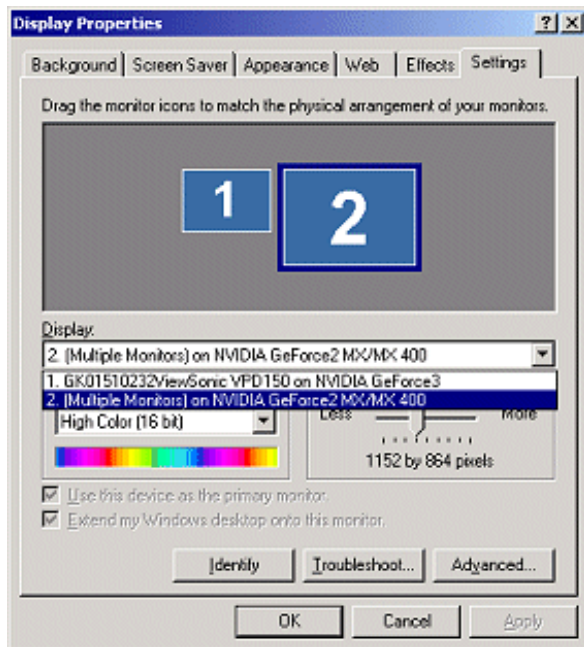 Display Properties
Background Screen Saver Appearance Web Effects Settings
Drag the monitor icons to match the physical arrangement of your monitors.
1 2
Display:
2. (Multiple Monitors) on NVIDIA GeForce2 MX/MX 400
1. GK01510232ViewSonic VPD150 on NVIDIA GeForce3
2. (Multiple Monitors) on NVIDIA GeForce2 MX/MX 400
High Color (16 bit) Less More
1152 by 864 pixels
Use this device as the primary monitor.
Extend my Windows desktop onto this monitor.
Identify Troubleshoot... Advanced...
OK Cancel Apply